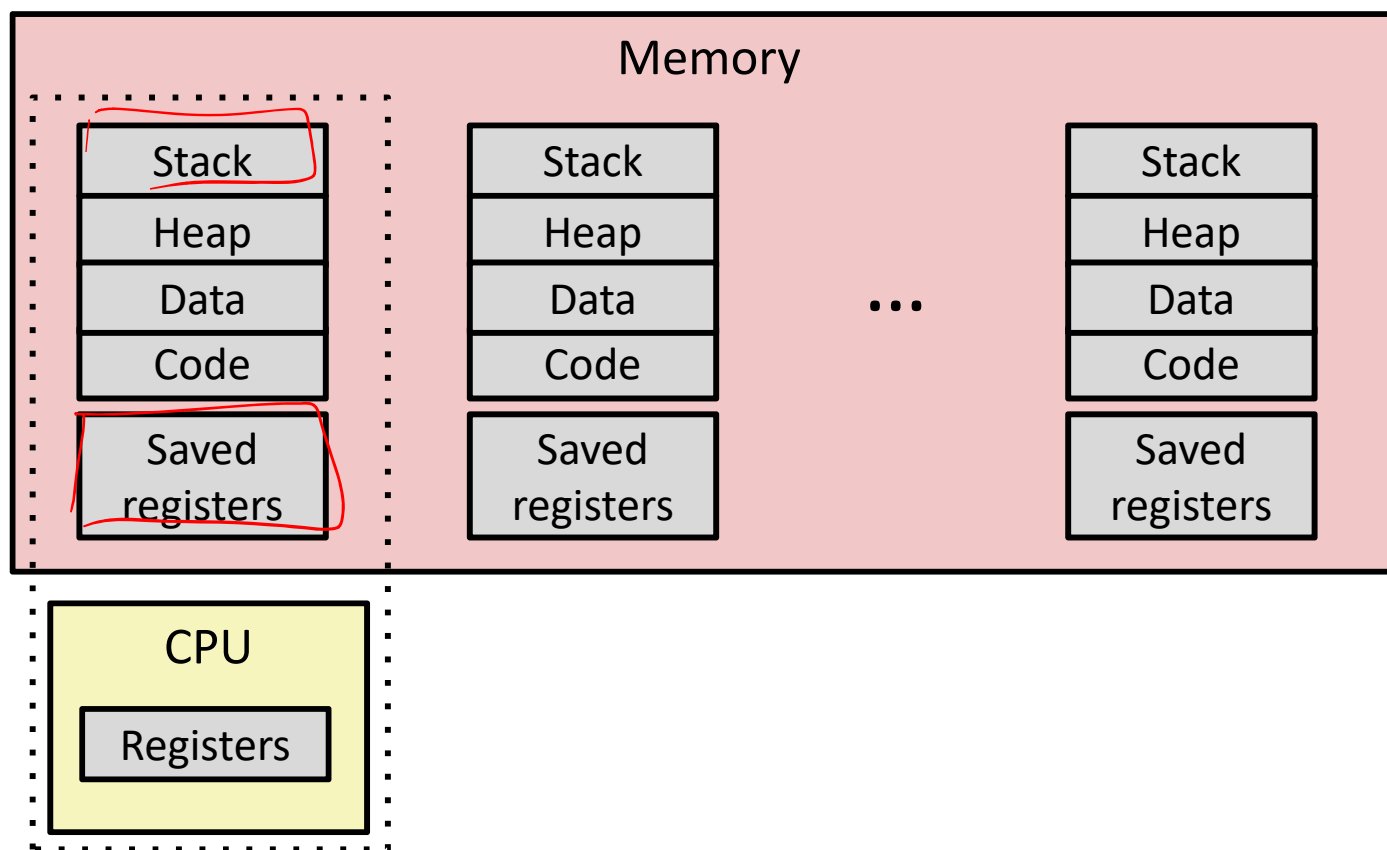 Memory
Stack
Heap
Data
Code
Saved
registers
Stack
Heap
Data
Code
Saved
registers
...
Stack
Heap
Data
Code
Saved
registers
CPU
Registers